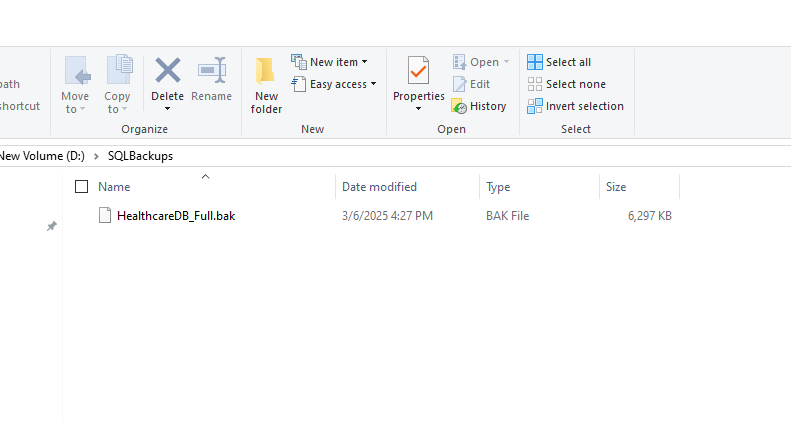 path
shortcut
Move to
Copy to
Delete
Rename
New folder
New item
Easy access
Properties
Open
Edit
History
Select all
Select none
Invert selection
Organize
New
Open
Select
New Volume (D:) > SQLBackups
Name
Date modified
Type
Size
HealthcareDB_Full.bak
3/6/2025 4:27 PM
BAK File
6,297 KB